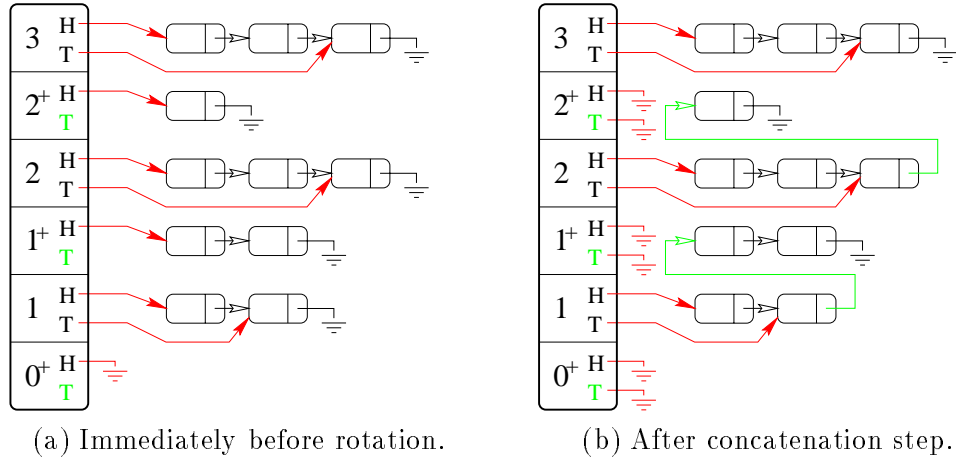 3 H
T
2+ H
T
2 H
T
1+ H
T
1 H
T
0+ H
T
(a) Immediately before rotation.
3 H
T
2+ H
T
2 H
T
1+ H
T
1 H
T
0+ H
T
(b) After concatenation step.